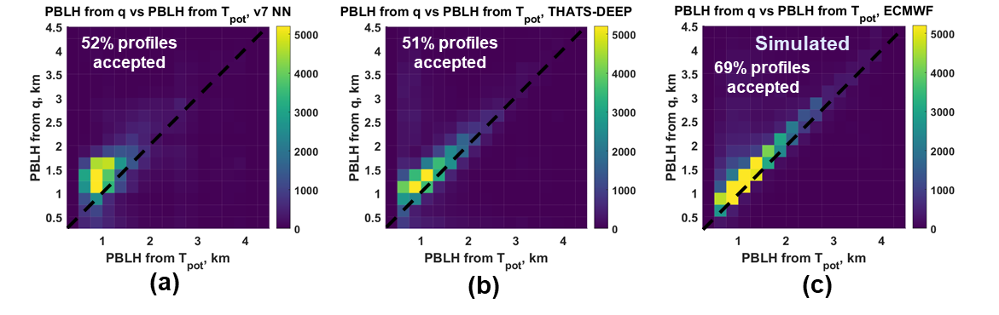 PBLH from q vs PBLH from Tpot, v7 NN
52% profiles
accepted
4.5
4
3.5
3
2.5
2
1.5
1
0.5
PBLH from q, km
1 2 3 4
PBLH from Tpot, km
5000
4000
3000
2000
1000
0
(a)
PBLH from q vs PBLH from Tpot, THATS-DEEP
51% profiles
accepted
4.5
4
3.5
3
2.5
2
1.5
1
0.5
PBLH from q, km
1 2 3 4
PBLH from Tpot, km
5000
4000
3000
2000
1000
0
(b)
PBLH from q vs PBLH from Tpot, ECMWF
Simulated
69% profiles
accepted
4.5
4
3.5
3
2.5
2
1.5
1
0.5
PBLH from q, km
1 2 3 4
PBLH from Tpot, km
5000
4000
3000
2000
1000
0
(c)